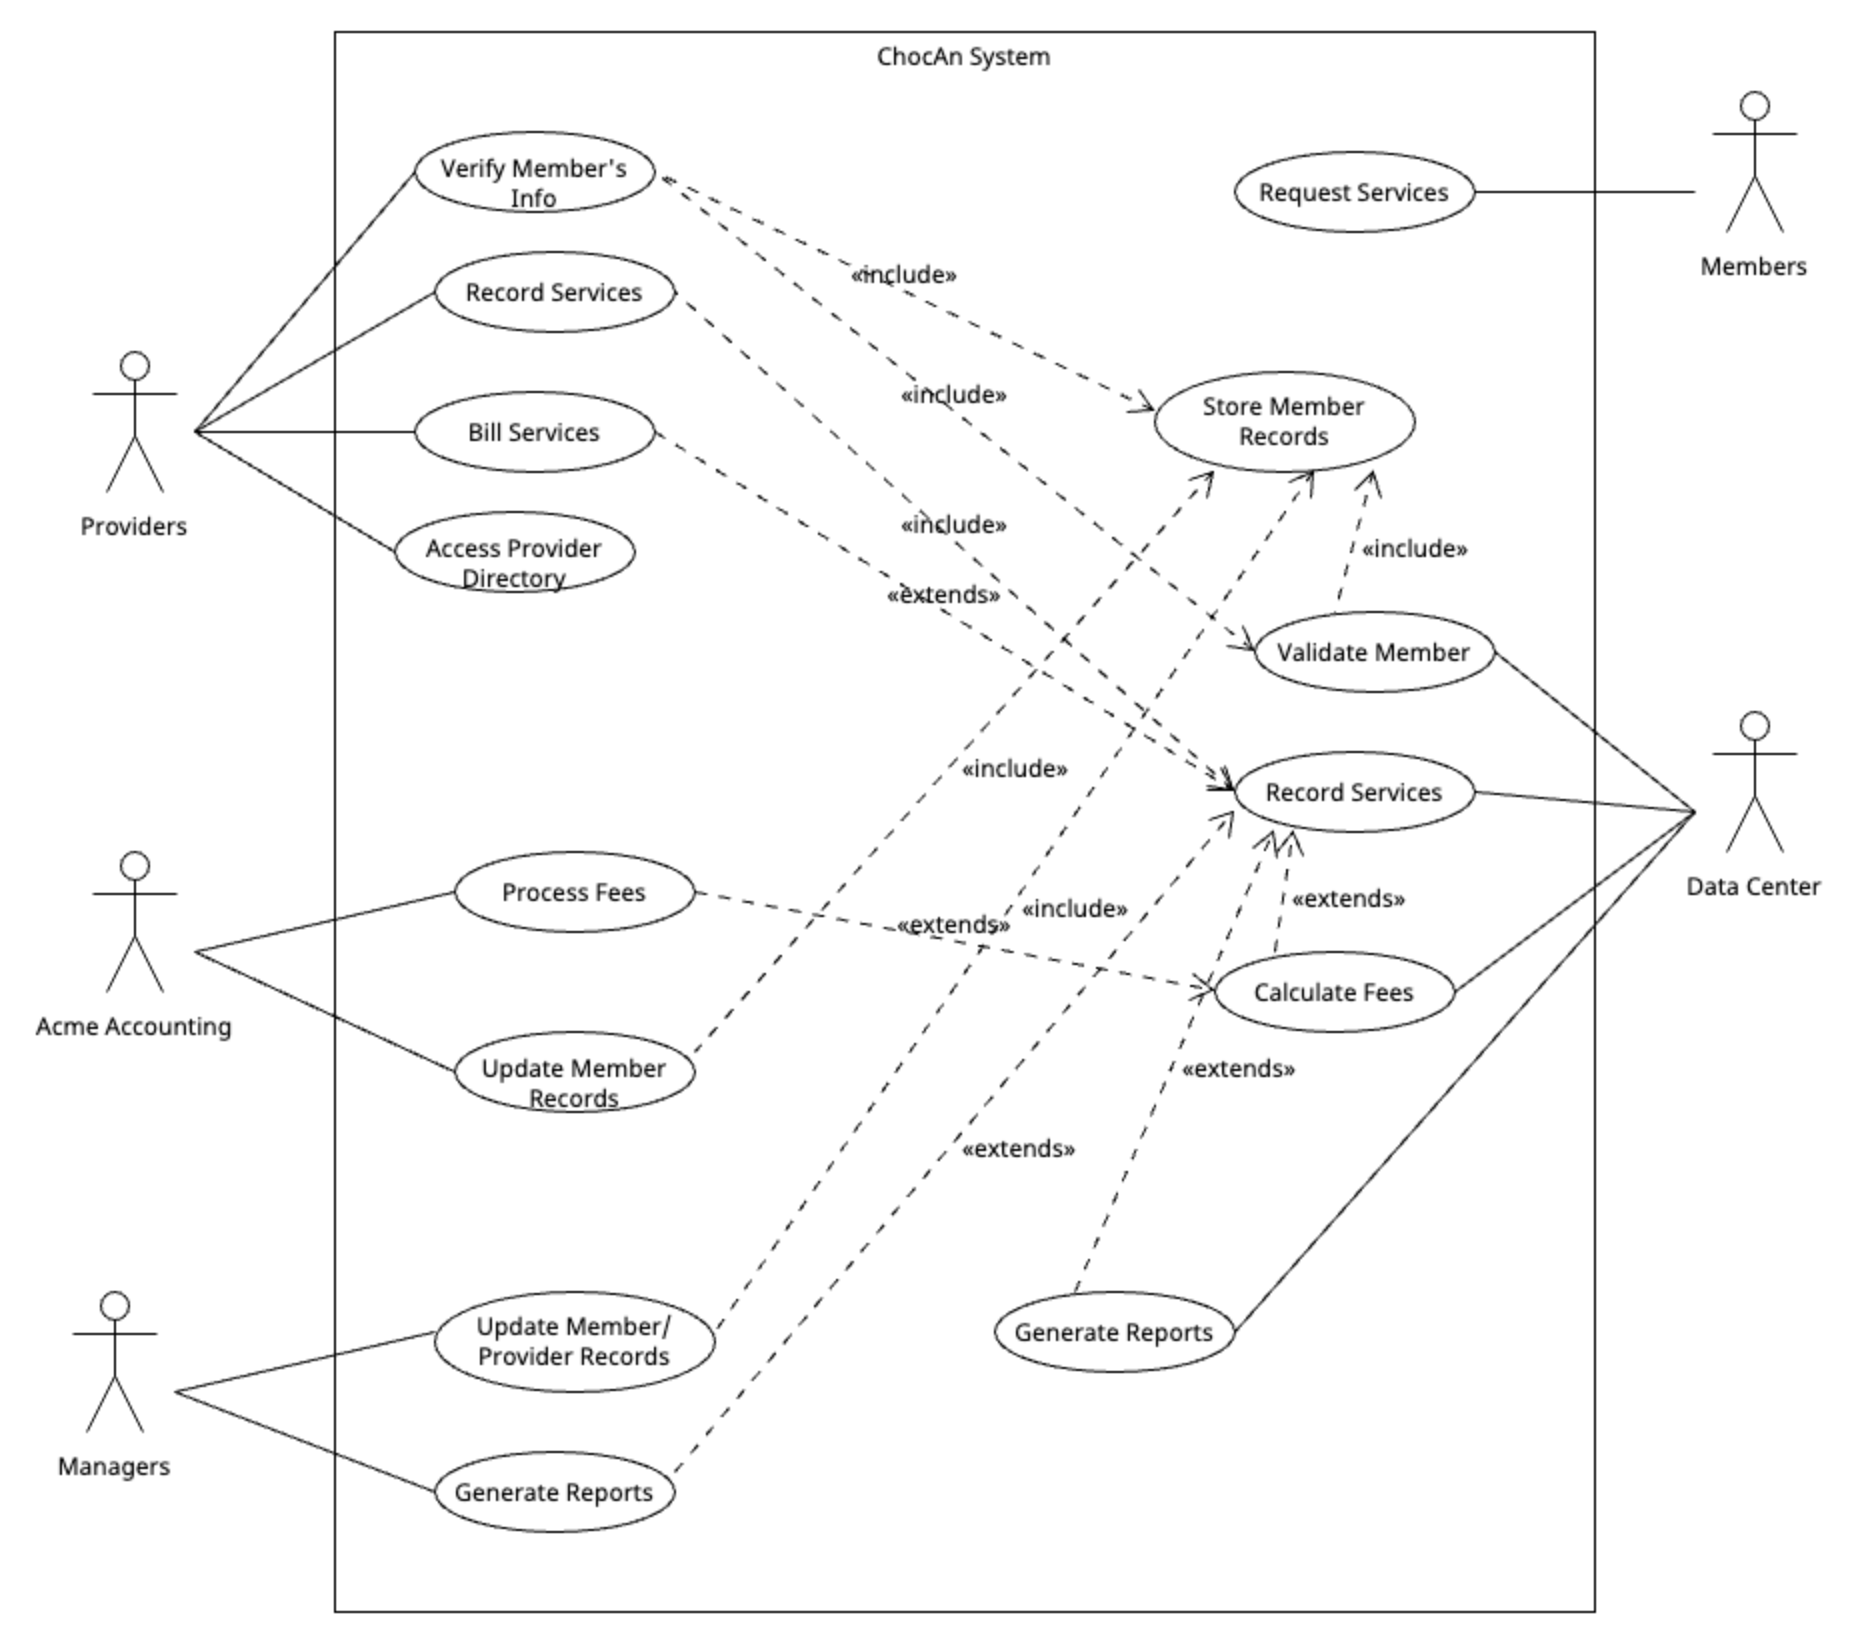 ChocAn System
Verify Member's
Info
Request Services
Members
«include»
Record Services
«include»
Store Member
Records
Bill Services
Providers
«include»
Access Provider
Directory
«include»
«extends»
Validate Member
«include»
Record Services
Data Center
Process Fees
«extends»
«include»
«extends»
Calculate Fees
Acme Accounting
Update Member
Records
«extends»
«extends»
Update Member/
Provider Records
Generate Reports
Managers
Generate Reports